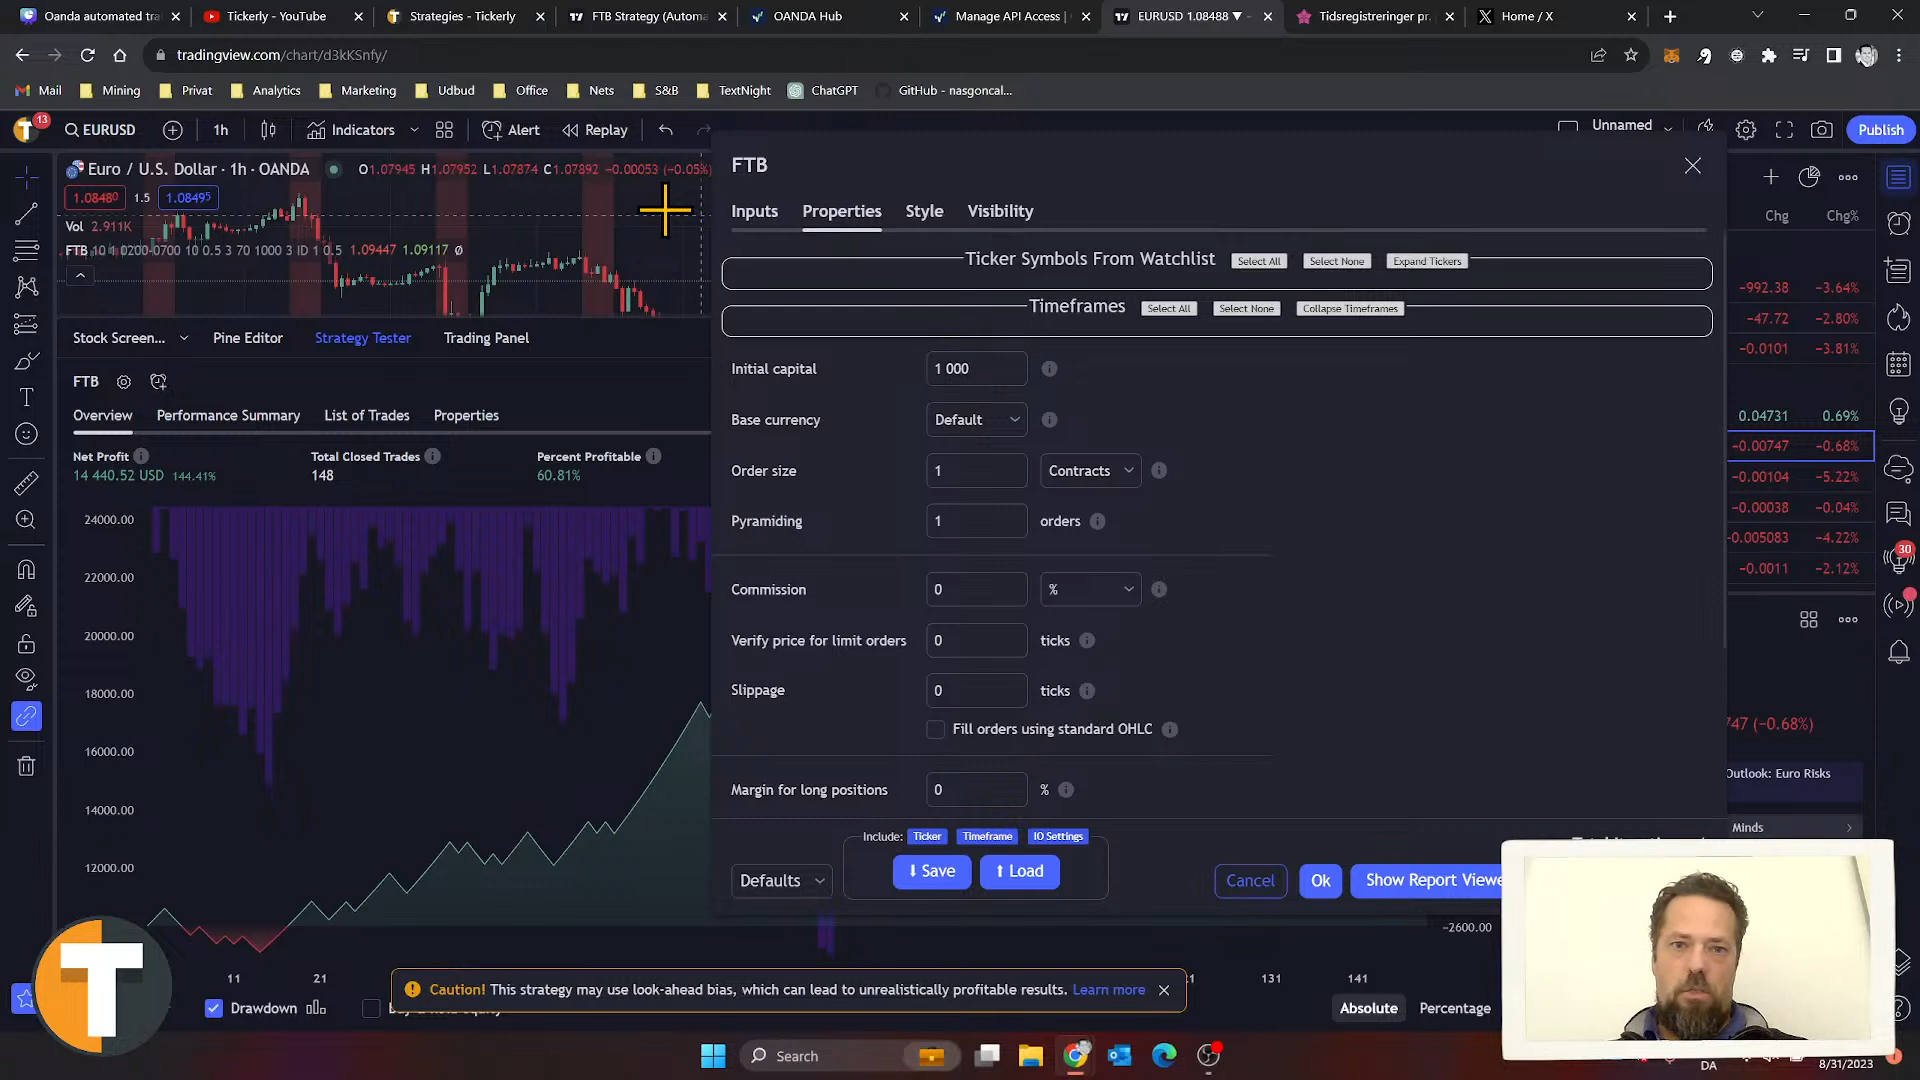 Oanda automated tra
Tickerly - YouTube
Strategies - Tickerly
FTB Strategy (Automa
OANDA Hub
Manage API Access |
EURUSD 1.08488 ▼
Tidsregistreringer pr.
Home / X
tradingview.com/chart/d3kKSnfy/
Mail
Mining
Privat
Analytics
Marketing
Udbud
Office
Nets
S&B
TextNight
ChatGPT
GitHub - nasgoncal...
13
EURUSD
1h
Indicators
Alert
Replay
Unnamed
Publish
Euro / U.S. Dollar · 1h · OANDA
O1.07945 H1.07952 L1.07874 C1.07892 −0.00053 (−0.05%)
1.08480
1.5
1.08495
Vol 2.911K
FTB 10 1 0200-0700 10 0.5 3 70 1000 3 ID 1 0.5 1.09447 1.09117 Ø
Stock Screen...
Pine Editor
Strategy Tester
Trading Panel
FTB
Overview
Performance Summary
List of Trades
Properties
Net Profit
14 440.52 USD 144.41%
Total Closed Trades
148
Percent Profitable
60.81%
24000.00
22000.00
20000.00
18000.00
16000.00
14000.00
12000.00
−2600.00
11
21
131
141
Drawdown
Absolute
Percentage
Caution! This strategy may use look-ahead bias, which can lead to unrealistically profitable results. Learn more
FTB
Inputs
Properties
Style
Visibility
Ticker Symbols From Watchlist
Select All
Select None
Expand Tickers
Timeframes
Select All
Select None
Collapse Timeframes
Initial capital
1 000
Base currency
Default
Order size
1
Contracts
Pyramiding
1
orders
Commission
0
%
Verify price for limit orders
0
ticks
Slippage
0
ticks
Fill orders using standard OHLC
Margin for long positions
0
%
Include: Ticker Timeframe IO Settings
Defaults
Save
Load
Cancel
Ok
Show Report Viewe
Chg
Chg%
−992.38 −3.64%
−47.72 −2.80%
−0.0101 −3.81%
0.04731 0.69%
−0.00747 −0.68%
−0.00104 −5.22%
−0.00038 −0.04%
−0.005083 −4.22%
−0.0011 −2.12%
30
747 (−0.68%)
Outlook: Euro Risks
Minds
T
Search
DA
8/31/2023